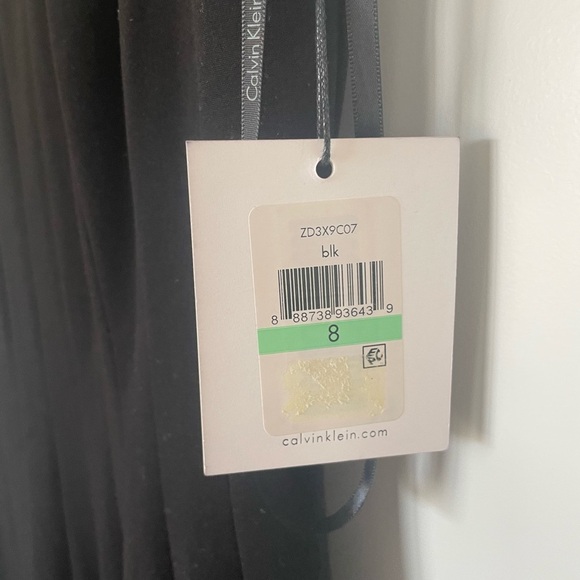 Calvin Klein
ZD3X9C07
blk
8 88738 93643 9
8
calvinklein.com